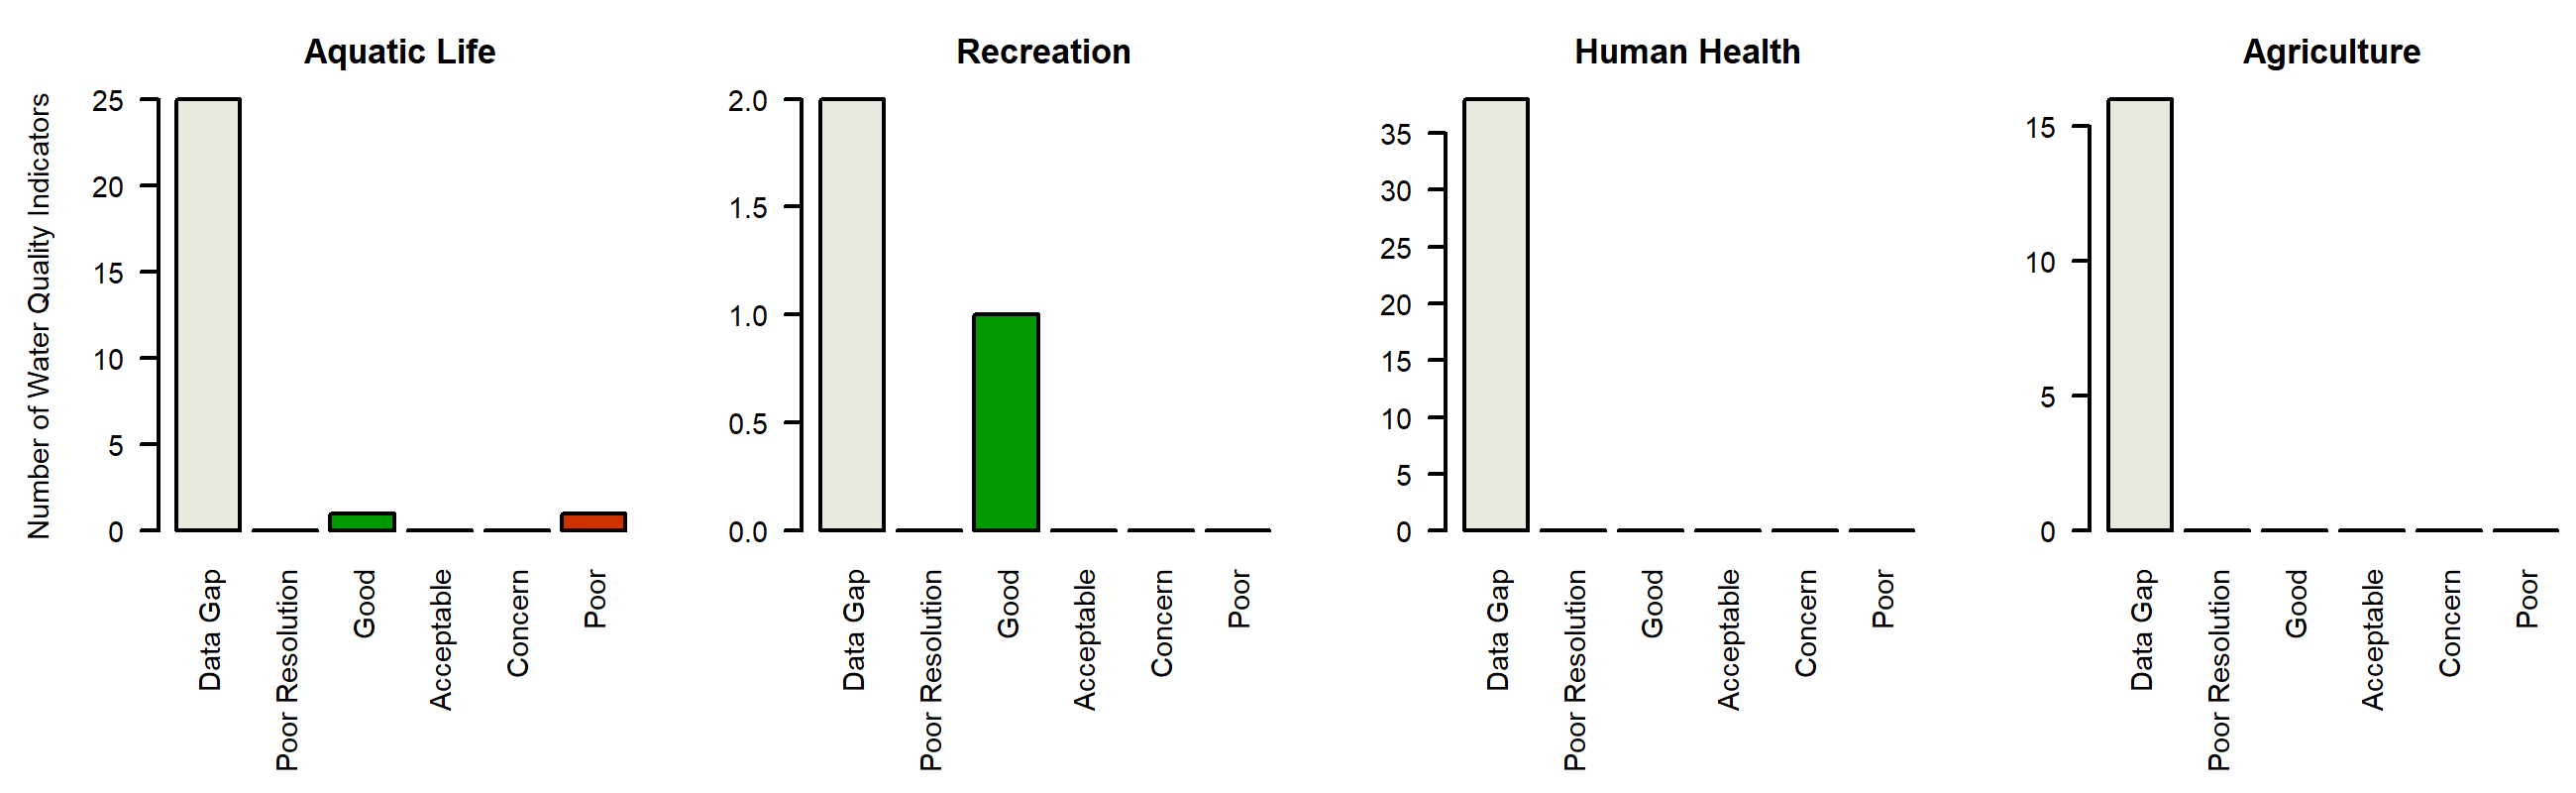 Aquatic Life
Number of Water Quality Indicators
25
20
15
10
5
0
Data Gap
Poor Resolution
Good
Acceptable
Concern
Poor
Recreation
2.0
1.5
1.0
0.5
0.0
Data Gap
Poor Resolution
Good
Acceptable
Concern
Poor
Human Health
35
30
25
20
15
10
5
0
Data Gap
Poor Resolution
Good
Acceptable
Concern
Poor
Agriculture
15
10
5
0
Data Gap
Poor Resolution
Good
Acceptable
Concern
Poor